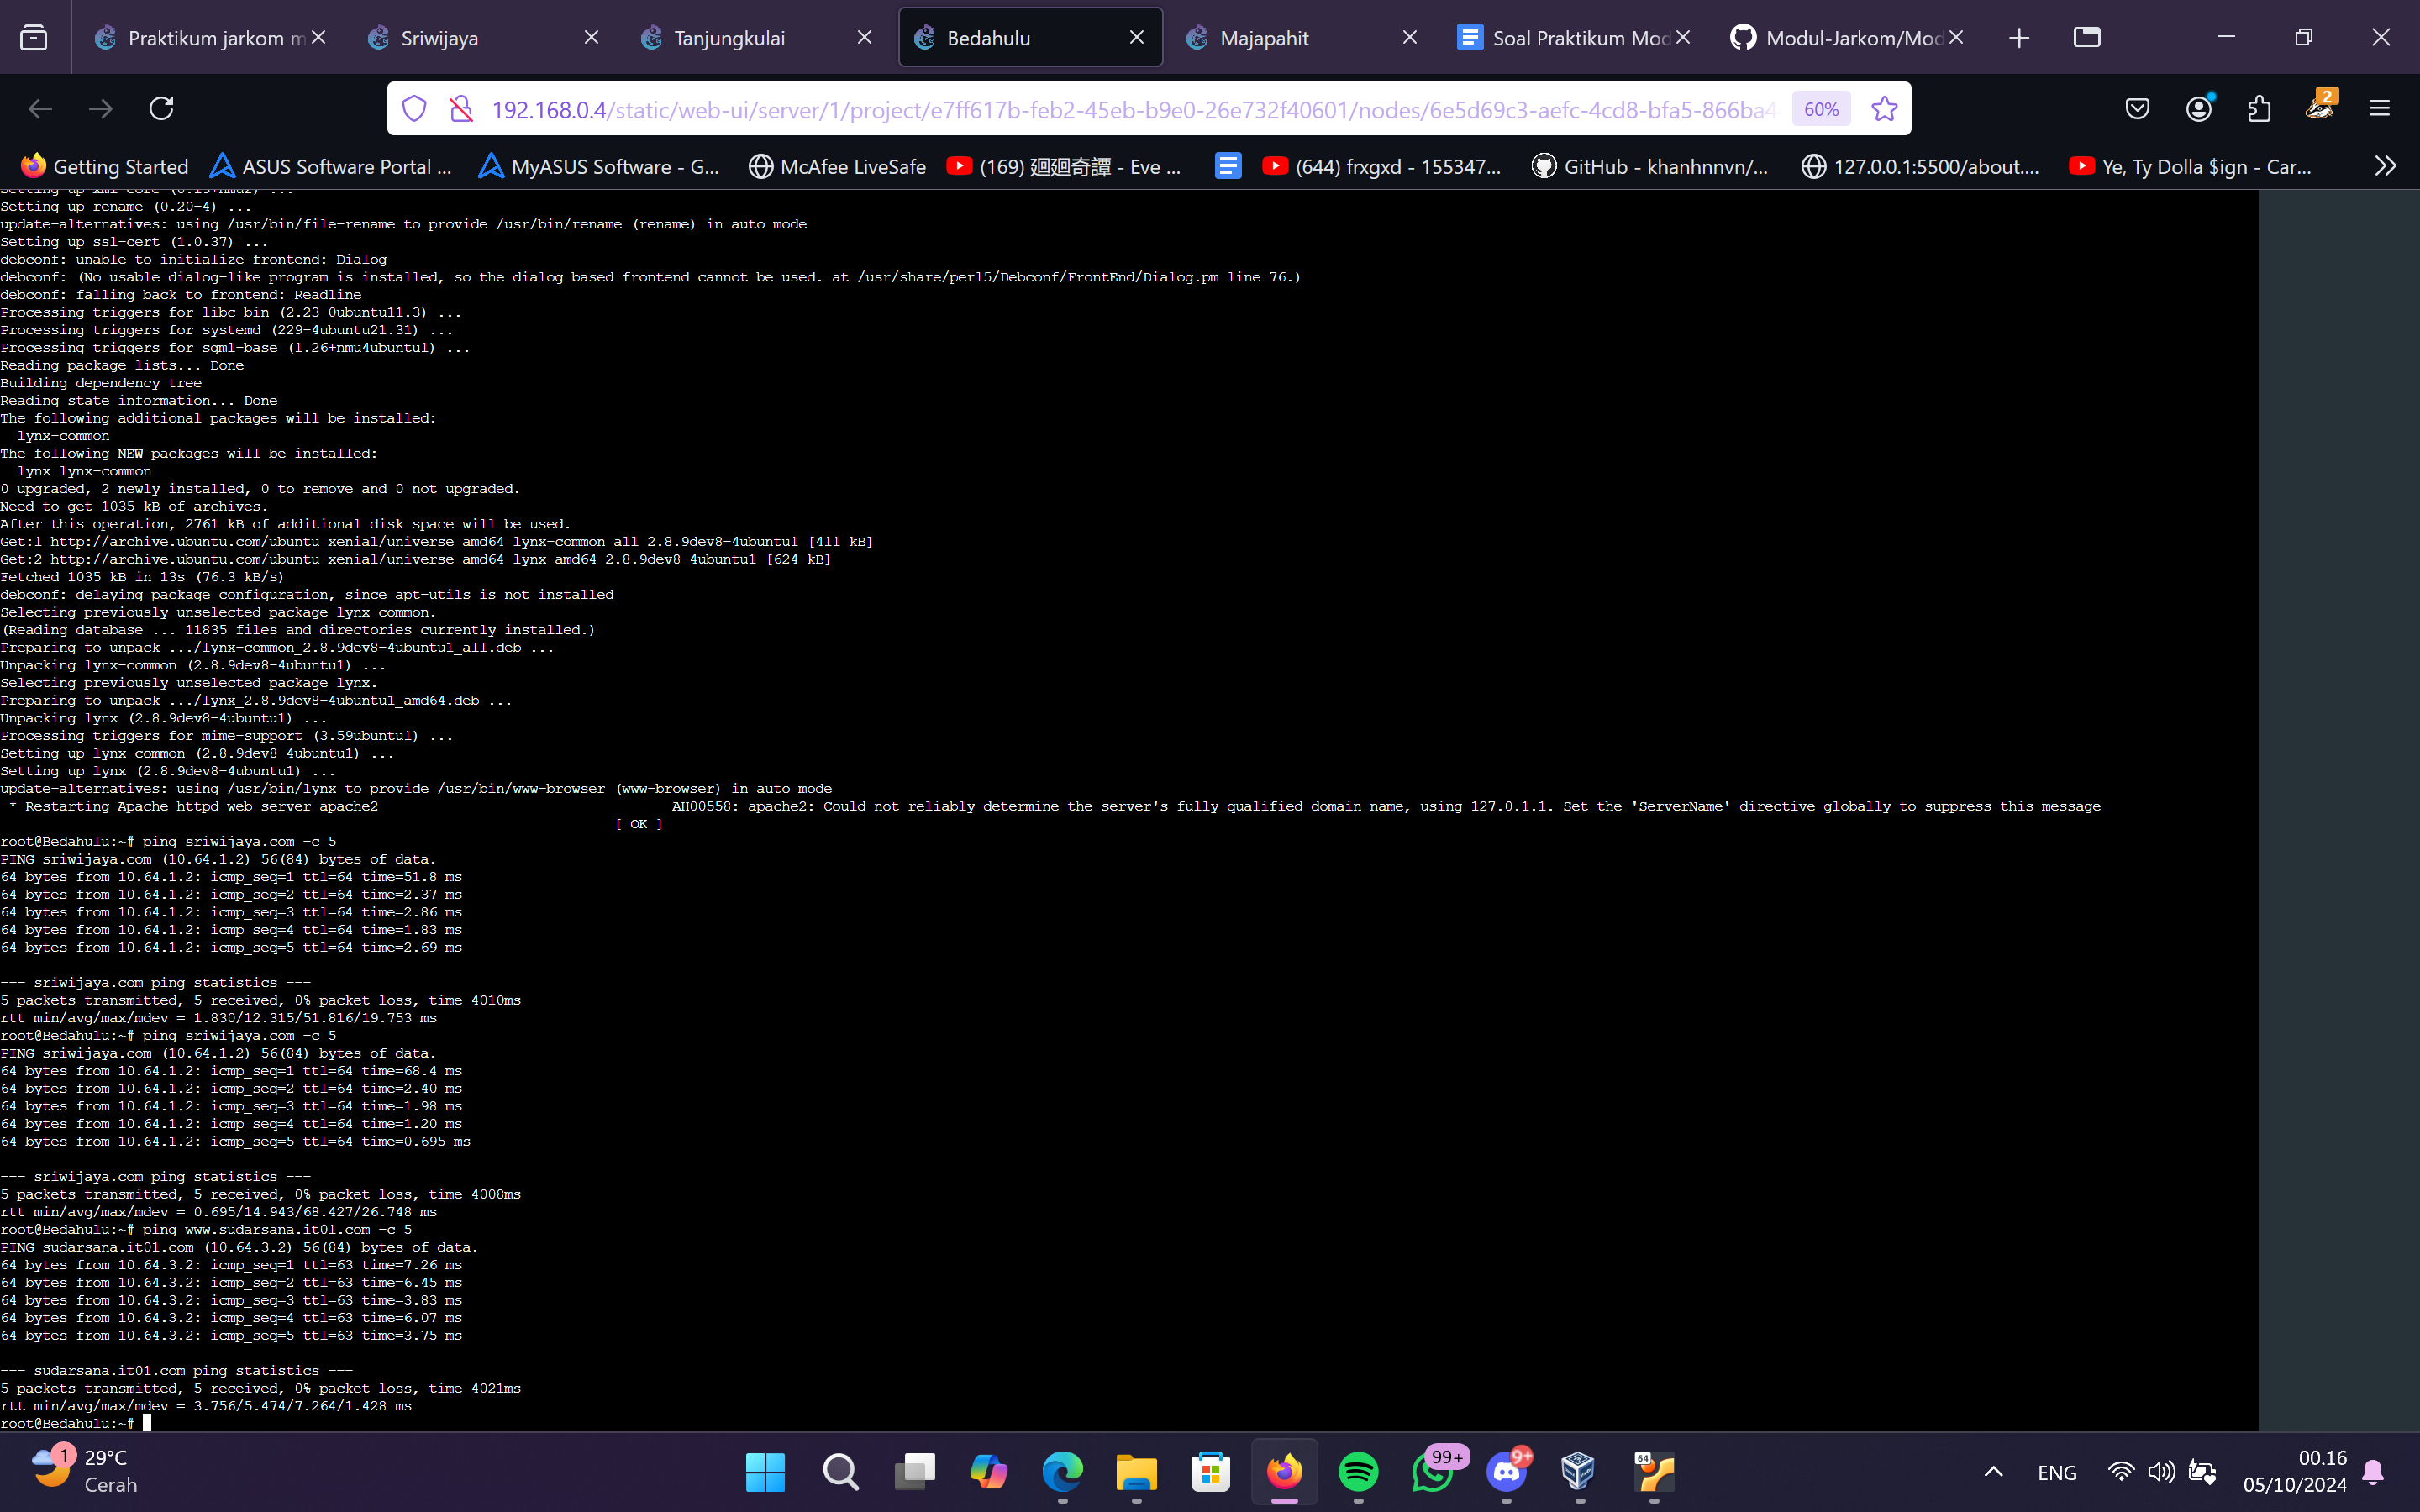 Praktikum jarkom m
Sriwijaya
Tanjungkulai
Bedahulu
Majapahit
Soal Praktikum Mod
Modul-Jarkom/Mod
192.168.0.4/static/web-ui/server/1/project/e7ff617b-feb2-45eb-b9e0-26e732f40601/nodes/6e5d69c3-aefc-4cd8-bfa5-866ba4
60%
2
Getting Started
ASUS Software Portal ...
MyASUS Software - G...
McAfee LiveSafe
(169) 廻廻奇譚 - Eve ...
(644) frxgxd - 155347...
GitHub - khanhnnvn/...
127.0.0.1:5500/about....
Ye, Ty Dolla $ign - Car...
Setting up xml-core (0.13+nmu2) ...
Setting up rename (0.20-4) ...
update-alternatives: using /usr/bin/file-rename to provide /usr/bin/rename (rename) in auto mode
Setting up ssl-cert (1.0.37) ...
debconf: unable to initialize frontend: Dialog
debconf: (No usable dialog-like program is installed, so the dialog based frontend cannot be used. at /usr/share/perl5/Debconf/FrontEnd/Dialog.pm line 76.)
debconf: falling back to frontend: Readline
Processing triggers for libc-bin (2.23-0ubuntu11.3) ...
Processing triggers for systemd (229-4ubuntu21.31) ...
Processing triggers for sgml-base (1.26+nmu4ubuntu1) ...
Reading package lists... Done
Building dependency tree
Reading state information... Done
The following additional packages will be installed:
lynx-common
The following NEW packages will be installed:
lynx lynx-common
0 upgraded, 2 newly installed, 0 to remove and 0 not upgraded.
Need to get 1035 kB of archives.
After this operation, 2761 kB of additional disk space will be used.
Get:1 http://archive.ubuntu.com/ubuntu xenial/universe amd64 lynx-common all 2.8.9dev8-4ubuntu1 [411 kB]
Get:2 http://archive.ubuntu.com/ubuntu xenial/universe amd64 lynx amd64 2.8.9dev8-4ubuntu1 [624 kB]
Fetched 1035 kB in 13s (76.3 kB/s)
debconf: delaying package configuration, since apt-utils is not installed
Selecting previously unselected package lynx-common.
(Reading database ... 11835 files and directories currently installed.)
Preparing to unpack .../lynx-common_2.8.9dev8-4ubuntu1_all.deb ...
Unpacking lynx-common (2.8.9dev8-4ubuntu1) ...
Selecting previously unselected package lynx.
Preparing to unpack .../lynx_2.8.9dev8-4ubuntu1_amd64.deb ...
Unpacking lynx (2.8.9dev8-4ubuntu1) ...
Processing triggers for mime-support (3.59ubuntu1) ...
Setting up lynx-common (2.8.9dev8-4ubuntu1) ...
Setting up lynx (2.8.9dev8-4ubuntu1) ...
update-alternatives: using /usr/bin/lynx to provide /usr/bin/www-browser (www-browser) in auto mode
* Restarting Apache httpd web server apache2 AH00558: apache2: Could not reliably determine the server's fully qualified domain name, using 127.0.1.1. Set the 'ServerName' directive globally to suppress this message
[ OK ]
root@Bedahulu:~# ping sriwijaya.com -c 5
PING sriwijaya.com (10.64.1.2) 56(84) bytes of data.
64 bytes from 10.64.1.2: icmp_seq=1 ttl=64 time=51.8 ms
64 bytes from 10.64.1.2: icmp_seq=2 ttl=64 time=2.37 ms
64 bytes from 10.64.1.2: icmp_seq=3 ttl=64 time=2.86 ms
64 bytes from 10.64.1.2: icmp_seq=4 ttl=64 time=1.83 ms
64 bytes from 10.64.1.2: icmp_seq=5 ttl=64 time=2.69 ms
--- sriwijaya.com ping statistics ---
5 packets transmitted, 5 received, 0% packet loss, time 4010ms
rtt min/avg/max/mdev = 1.830/12.315/51.816/19.753 ms
root@Bedahulu:~# ping sriwijaya.com -c 5
PING sriwijaya.com (10.64.1.2) 56(84) bytes of data.
64 bytes from 10.64.1.2: icmp_seq=1 ttl=64 time=68.4 ms
64 bytes from 10.64.1.2: icmp_seq=2 ttl=64 time=2.40 ms
64 bytes from 10.64.1.2: icmp_seq=3 ttl=64 time=1.98 ms
64 bytes from 10.64.1.2: icmp_seq=4 ttl=64 time=1.20 ms
64 bytes from 10.64.1.2: icmp_seq=5 ttl=64 time=0.695 ms
--- sriwijaya.com ping statistics ---
5 packets transmitted, 5 received, 0% packet loss, time 4008ms
rtt min/avg/max/mdev = 0.695/14.943/68.427/26.748 ms
root@Bedahulu:~# ping www.sudarsana.it01.com -c 5
PING sudarsana.it01.com (10.64.3.2) 56(84) bytes of data.
64 bytes from 10.64.3.2: icmp_seq=1 ttl=63 time=7.26 ms
64 bytes from 10.64.3.2: icmp_seq=2 ttl=63 time=6.45 ms
64 bytes from 10.64.3.2: icmp_seq=3 ttl=63 time=3.83 ms
64 bytes from 10.64.3.2: icmp_seq=4 ttl=63 time=6.07 ms
64 bytes from 10.64.3.2: icmp_seq=5 ttl=63 time=3.75 ms
--- sudarsana.it01.com ping statistics ---
5 packets transmitted, 5 received, 0% packet loss, time 4021ms
rtt min/avg/max/mdev = 3.756/5.474/7.264/1.428 ms
root@Bedahulu:~#
1
29°C
Cerah
99+
9+
64
ENG
00.16
05/10/2024